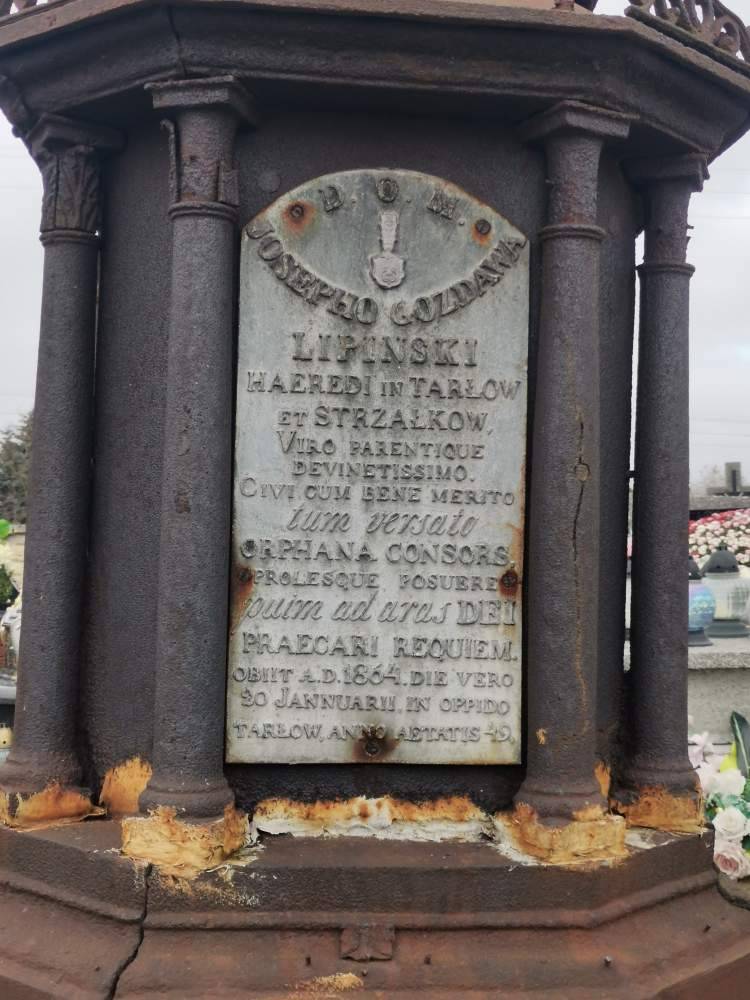 D. O. M.
JOSEPHO GOZDAWA
LIPINSKI
HAEREDI IN TARŁOW
ET STRZAŁKOW,
VIRO PARENTIQUE
DEVINETISSIMO.
CIVI CUM BENE MERITO
tum versato
ORPHANA CONSORS
PROLESQUE POSUERE
puim ad aras DEI
PRAECARI REQUIEM.
OBIIT A.D. 1864. DIE VERO
20 JANNUARII. IN OPPIDO
TARŁOW, ANNO AETATIS 49.